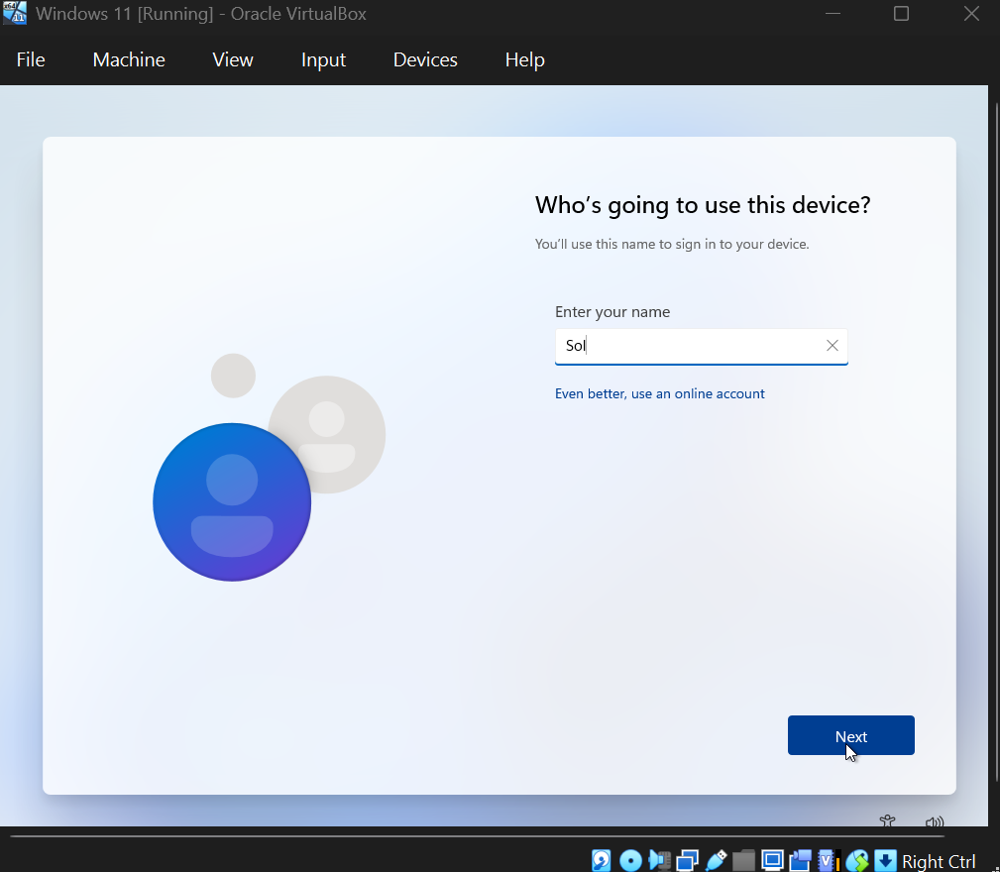 Windows 11 [Running] - Oracle VirtualBox
File Machine View Input Devices Help
Who's going to use this device?
You'll use this name to sign in to your device.
Enter your name
Sol
Even better, use an online account
Next
Right Ctrl